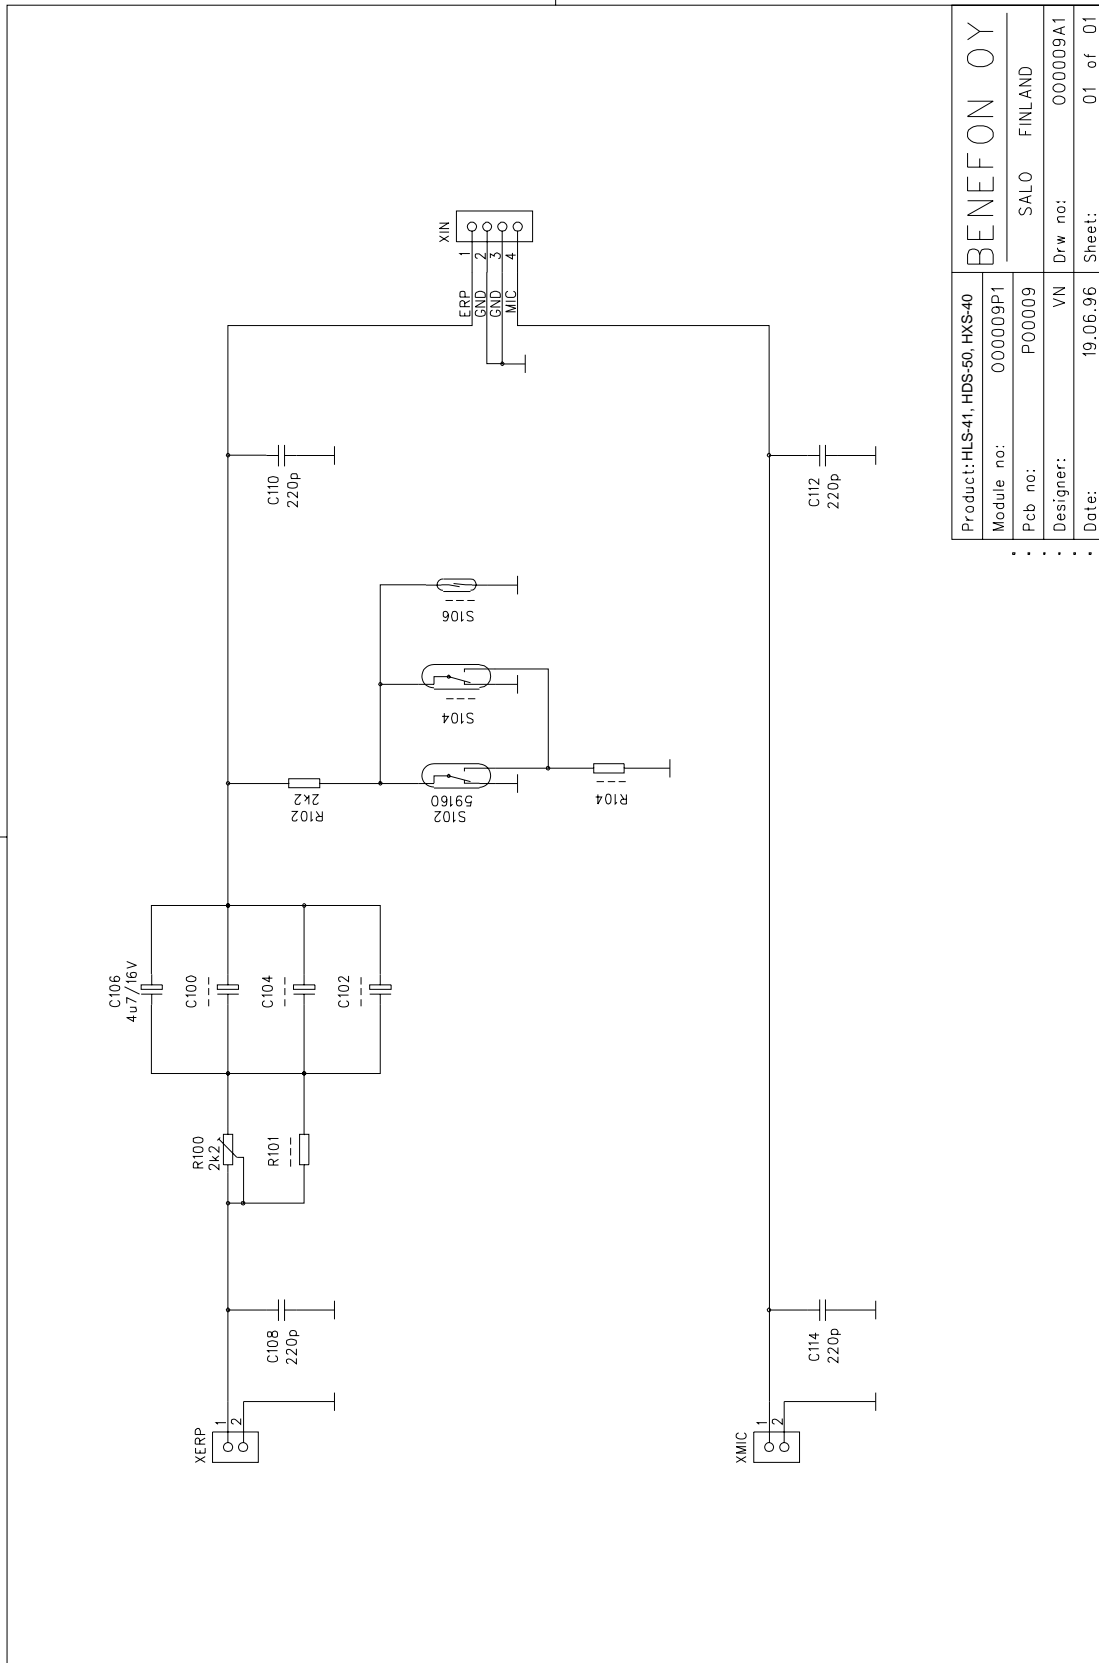 XIN
1
2
3
4
ERP
GND
GND
MIC
C110
220p
C112
220p
S106
S104
S102
59160
R102
2k2
R104
C106
4u7/16V
C100
C104
C102
R100
2k2
R101
C108
220p
C114
220p
XERP
1
2
XMIC
1
2
Product: HLS-41, HDS-50, HXS-40
BENEFON OY
Module no: 000009P1
SALO FINLAND
Pcb no: P00009
Designer: VN
Drw no: 000009A1
Date: 19.06.96
Sheet: 01 of 01